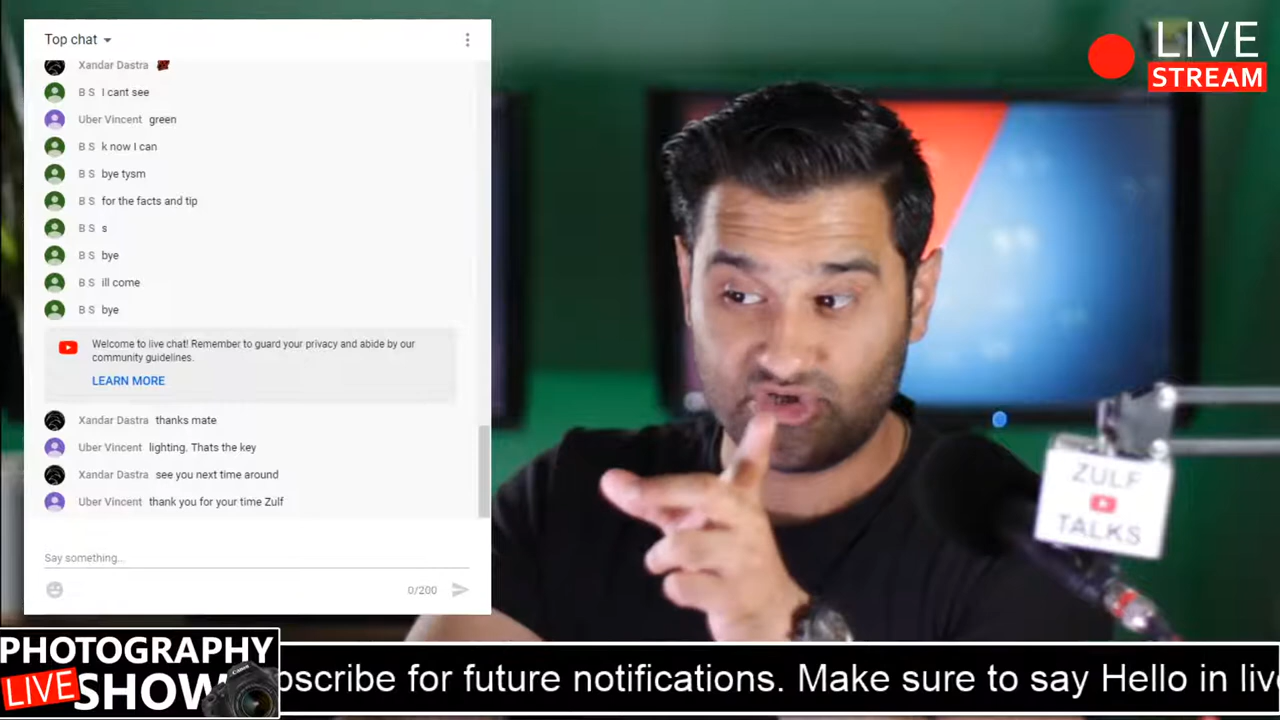 Top chat
Xandar Dastra
B S I cant see
Uber Vincent green
B S k now I can
B S bye tysm
B S for the facts and tip
B S s
B S bye
B S ill come
B S bye
Welcome to live chat! Remember to guard your privacy and abide by our
community guidelines.
LEARN MORE
Xandar Dastra thanks mate
Uber Vincent lighting. Thats the key
Xandar Dastra see you next time around
Uber Vincent thank you for your time Zulf
Say something...
0/200
LIVE
STREAM
ZULF
TALKS
PHOTOGRAPHY
LIVE SHOW
bscribe for future notifications. Make sure to say Hello in liv